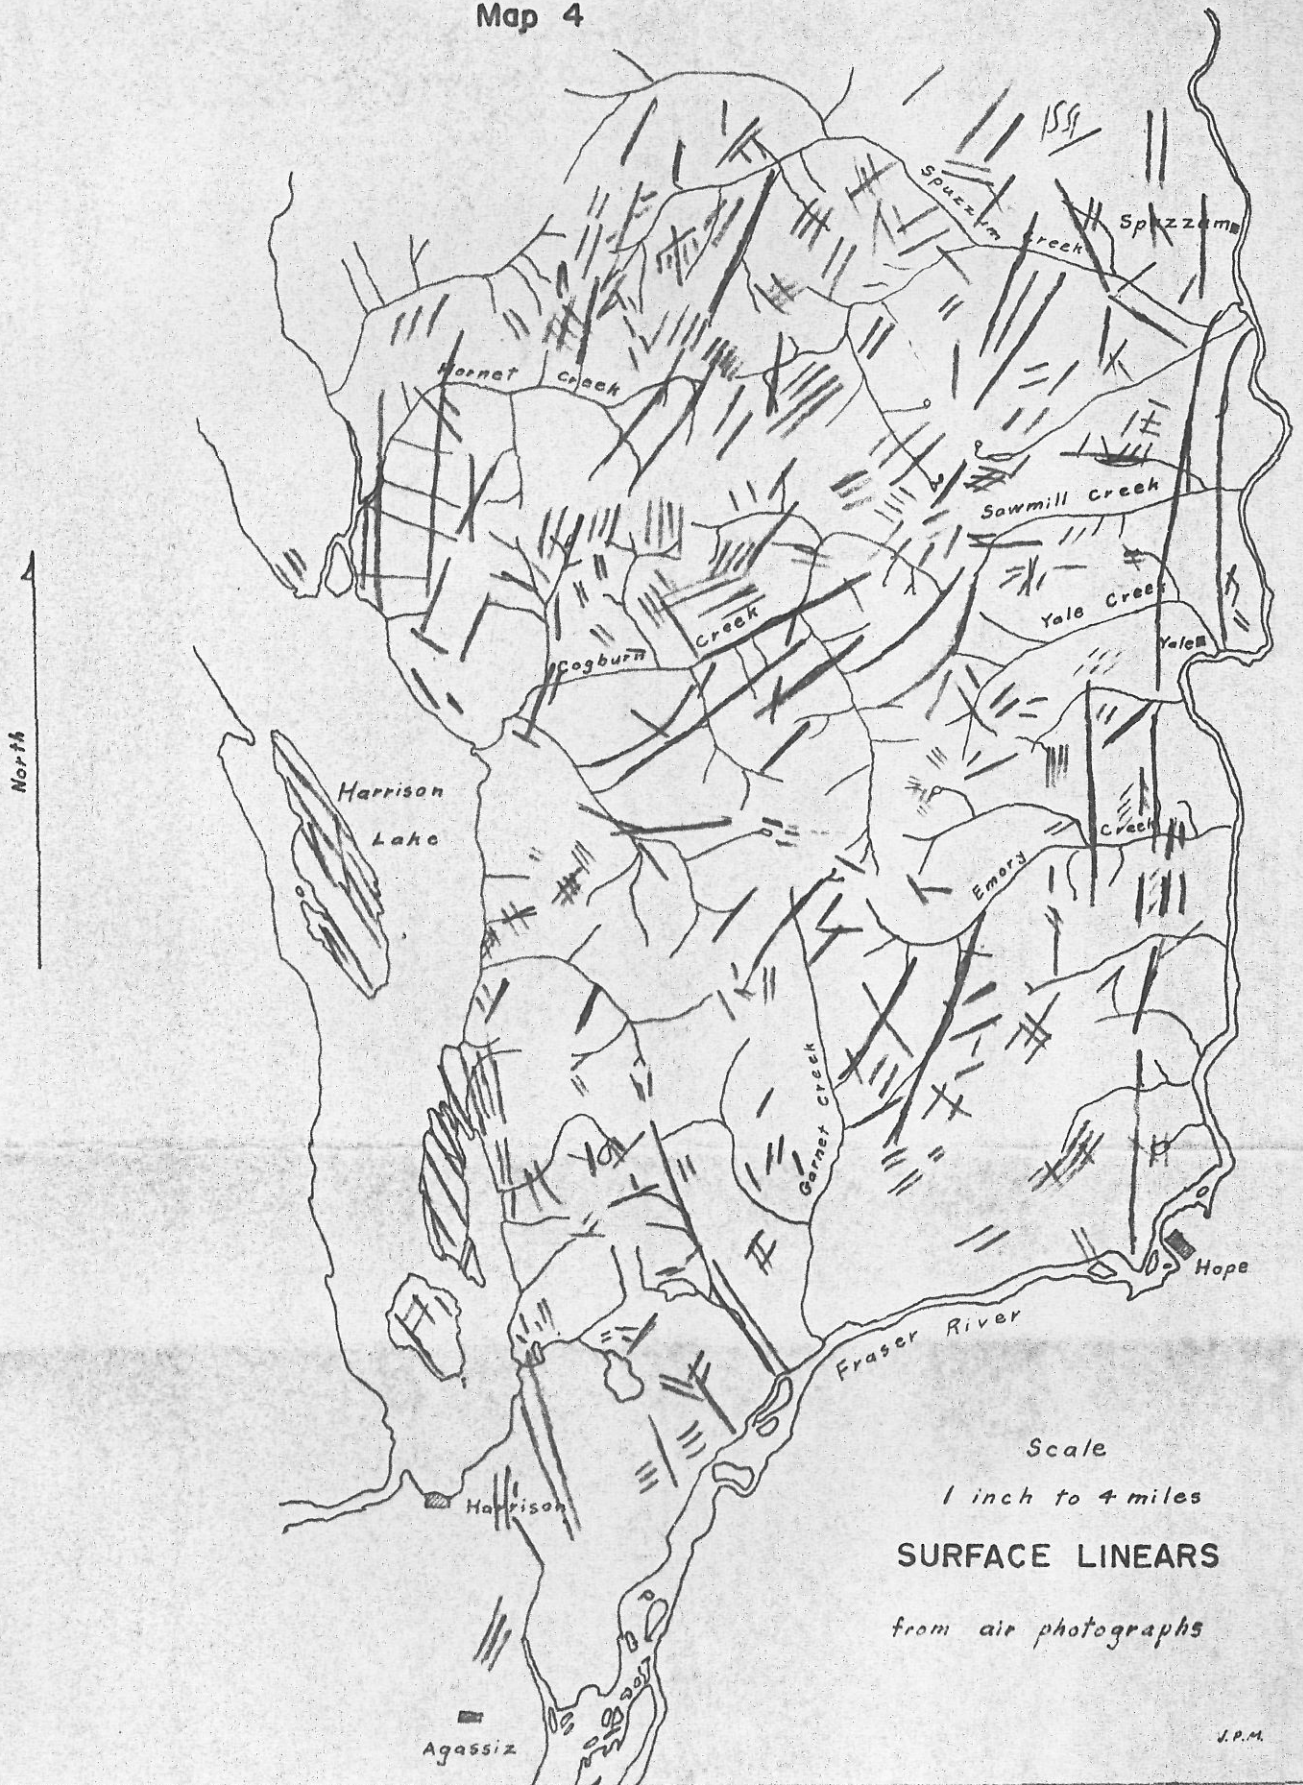 Map 4
Spuzzum Creek
Spuzzum
Hornet Creek
Sawmill Creek
Yale Creek
Cogburn Creek
Yale
North
Harrison
Lake
Creek
Emory
Garnet Creek
Hope
Fraser River
Scale
1 inch to 4 miles
Harrison
SURFACE LINEARS
from air photographs
Agassiz
J.P.M.